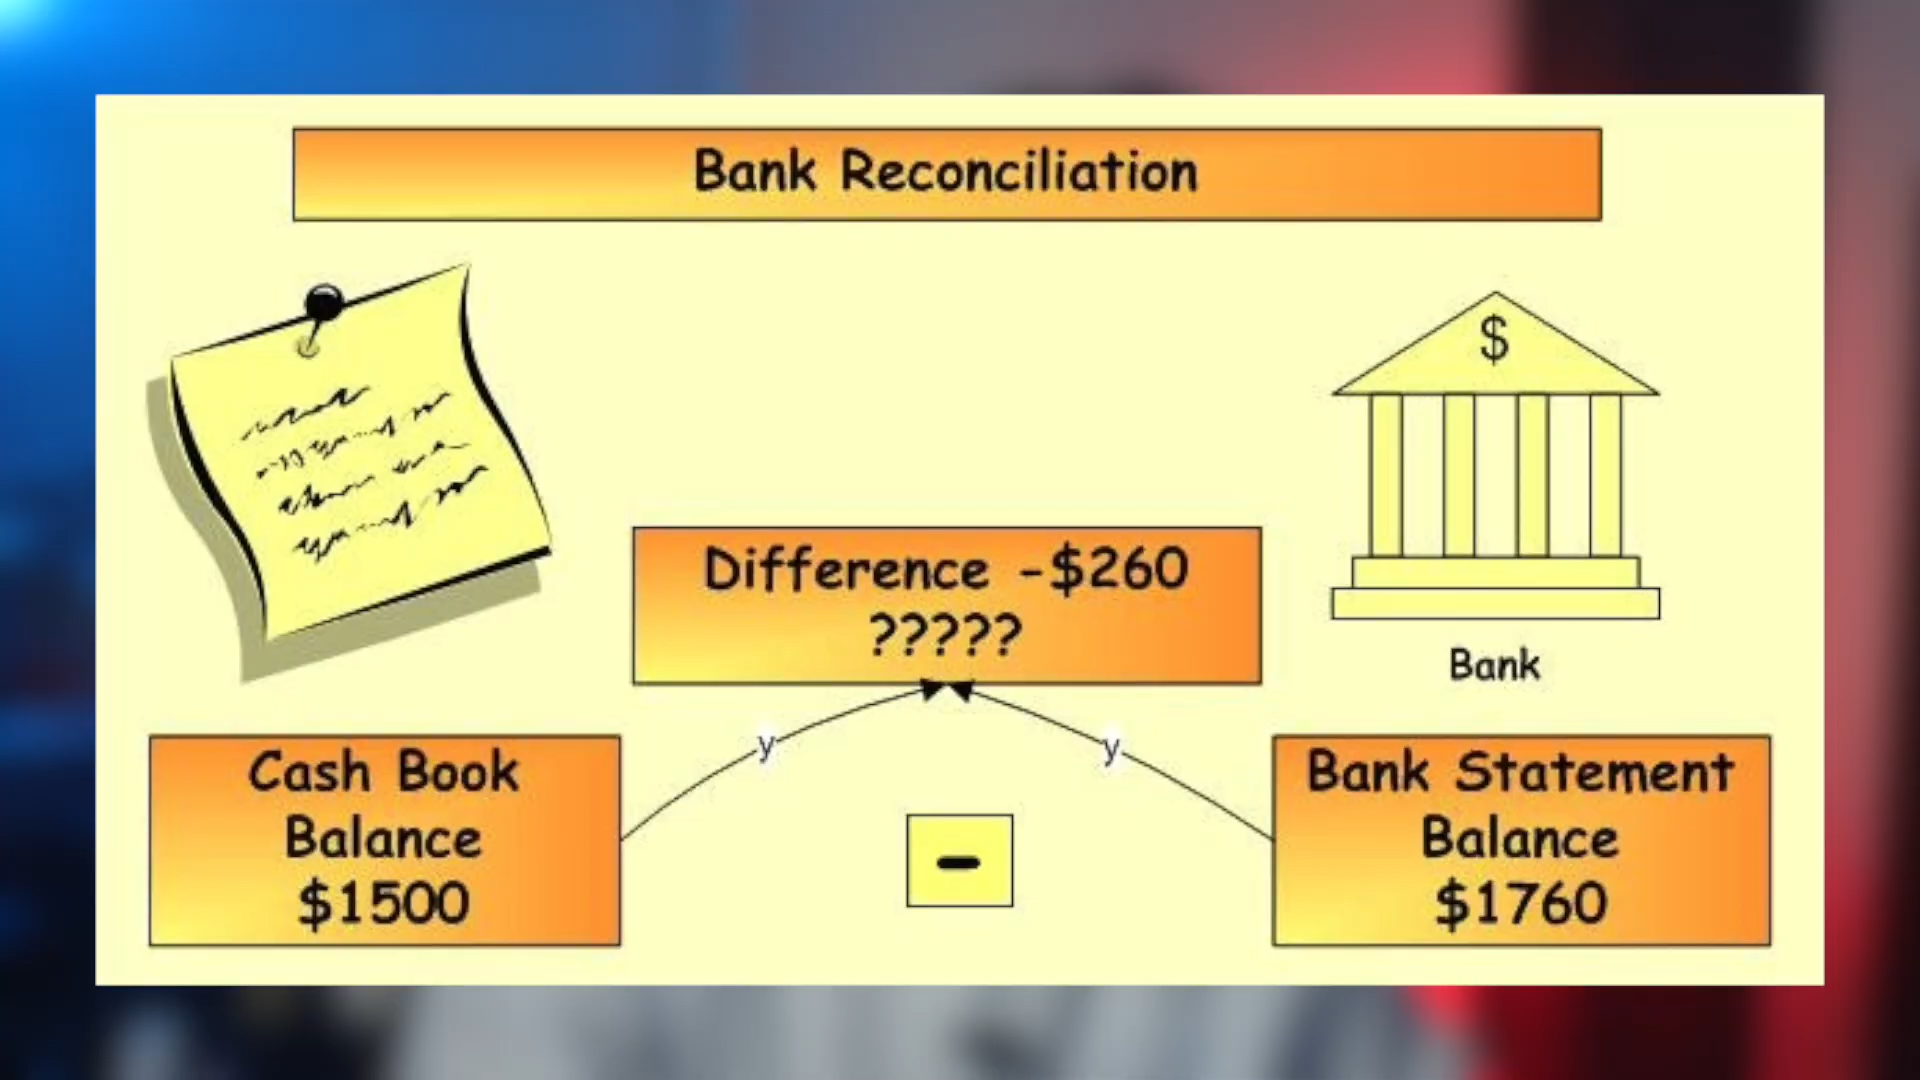 Bank Reconciliation
$
Difference -$260
?????
Bank
y
y
Cash Book
Balance
$1500
-
Bank Statement
Balance
$1760